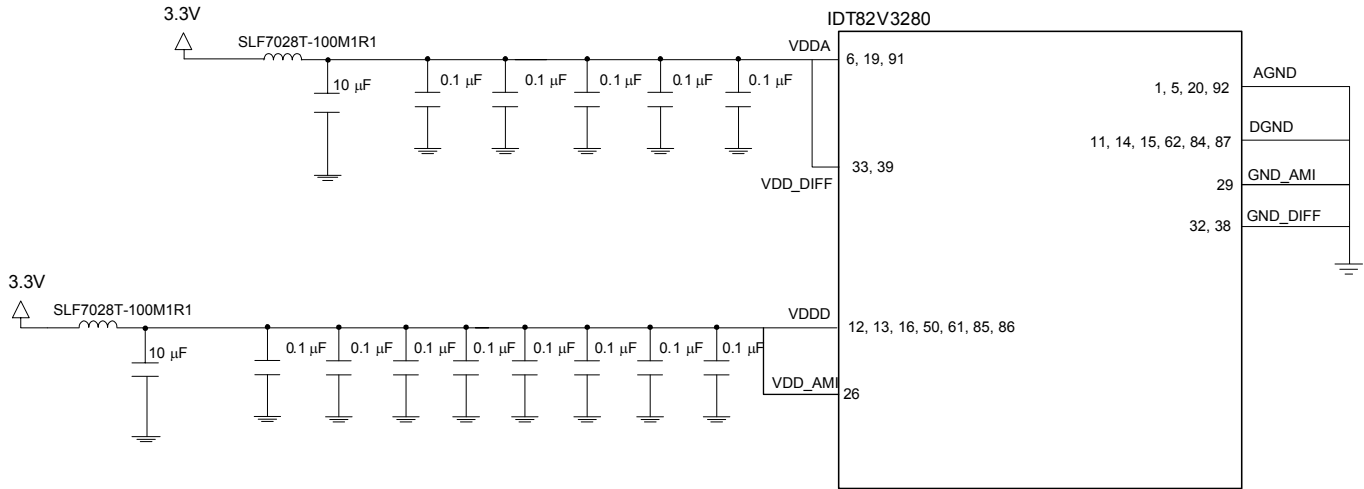 3.3V
IDT82V3280
SLF7028T-100M1R1
VDDA
6, 19, 91
10 μF
0.1 μF
0.1 μF
0.1 μF
0.1 μF
0.1 μF
AGND
1, 5, 20, 92
DGND
11, 14, 15, 62, 84, 87
33, 39
VDD_DIFF
GND_AMI
29
GND_DIFF
32, 38
3.3V
SLF7028T-100M1R1
VDDD
12, 13, 16, 50, 61, 85, 86
10 μF
0.1 μF
0.1 μF
0.1 μF
0.1 μF
0.1 μF
0.1 μF
0.1 μF
0.1 μF
VDD_AMI
26